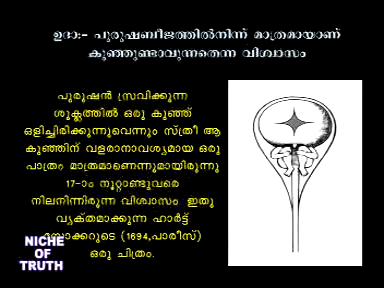 ഉദാ:- പുരുഷബീജത്തിൽനിന്ന് മാത്രമായാണ്
കുഞ്ഞുണ്ടാവുന്നതെന്ന വിശ്വാസം
പുരുഷൻ സ്രവിക്കുന്ന
ശുക്ലത്തിൽ ഒരു കുഞ്ഞ്
ഒളിച്ചിരിക്കുന്നുവെന്നും സ്ത്രീ ആ
കുഞ്ഞിന് വളരാനാവശ്യമായ ഒരു
പാത്രം മാത്രമാണെന്നുമായിരുന്നു
17-ാം നൂറ്റാണ്ടുവരെ
നിലനിന്നിരുന്ന വിശ്വാസം ഇതു
വ്യക്തമാക്കുന്ന ഹാർട്ട്
(1694,പാരീസ്)
ഒരു ചിത്രം.
NICHE
OF
TRUTH